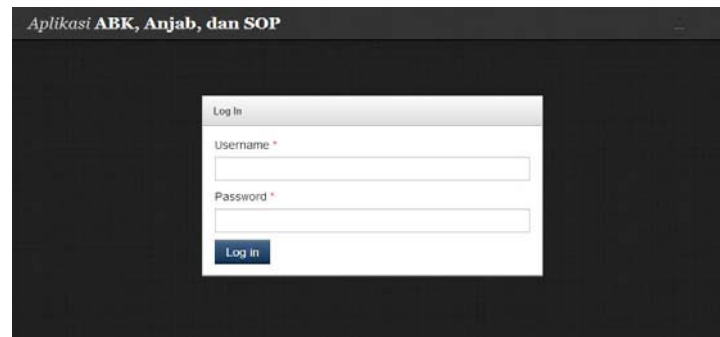 Aplikasi ABK, Anjab, dan SOP
Log In
Username *
Password *
Log in